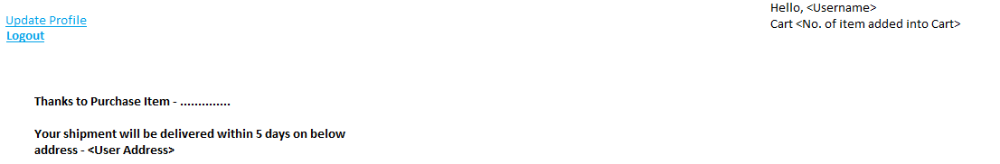 Hello, <Username>
Update Profile
Cart <No. of item added into Cart>
Logout
Thanks to Purchase Item - ..............
Your shipment will be delivered within 5 days on below
address - <User Address>